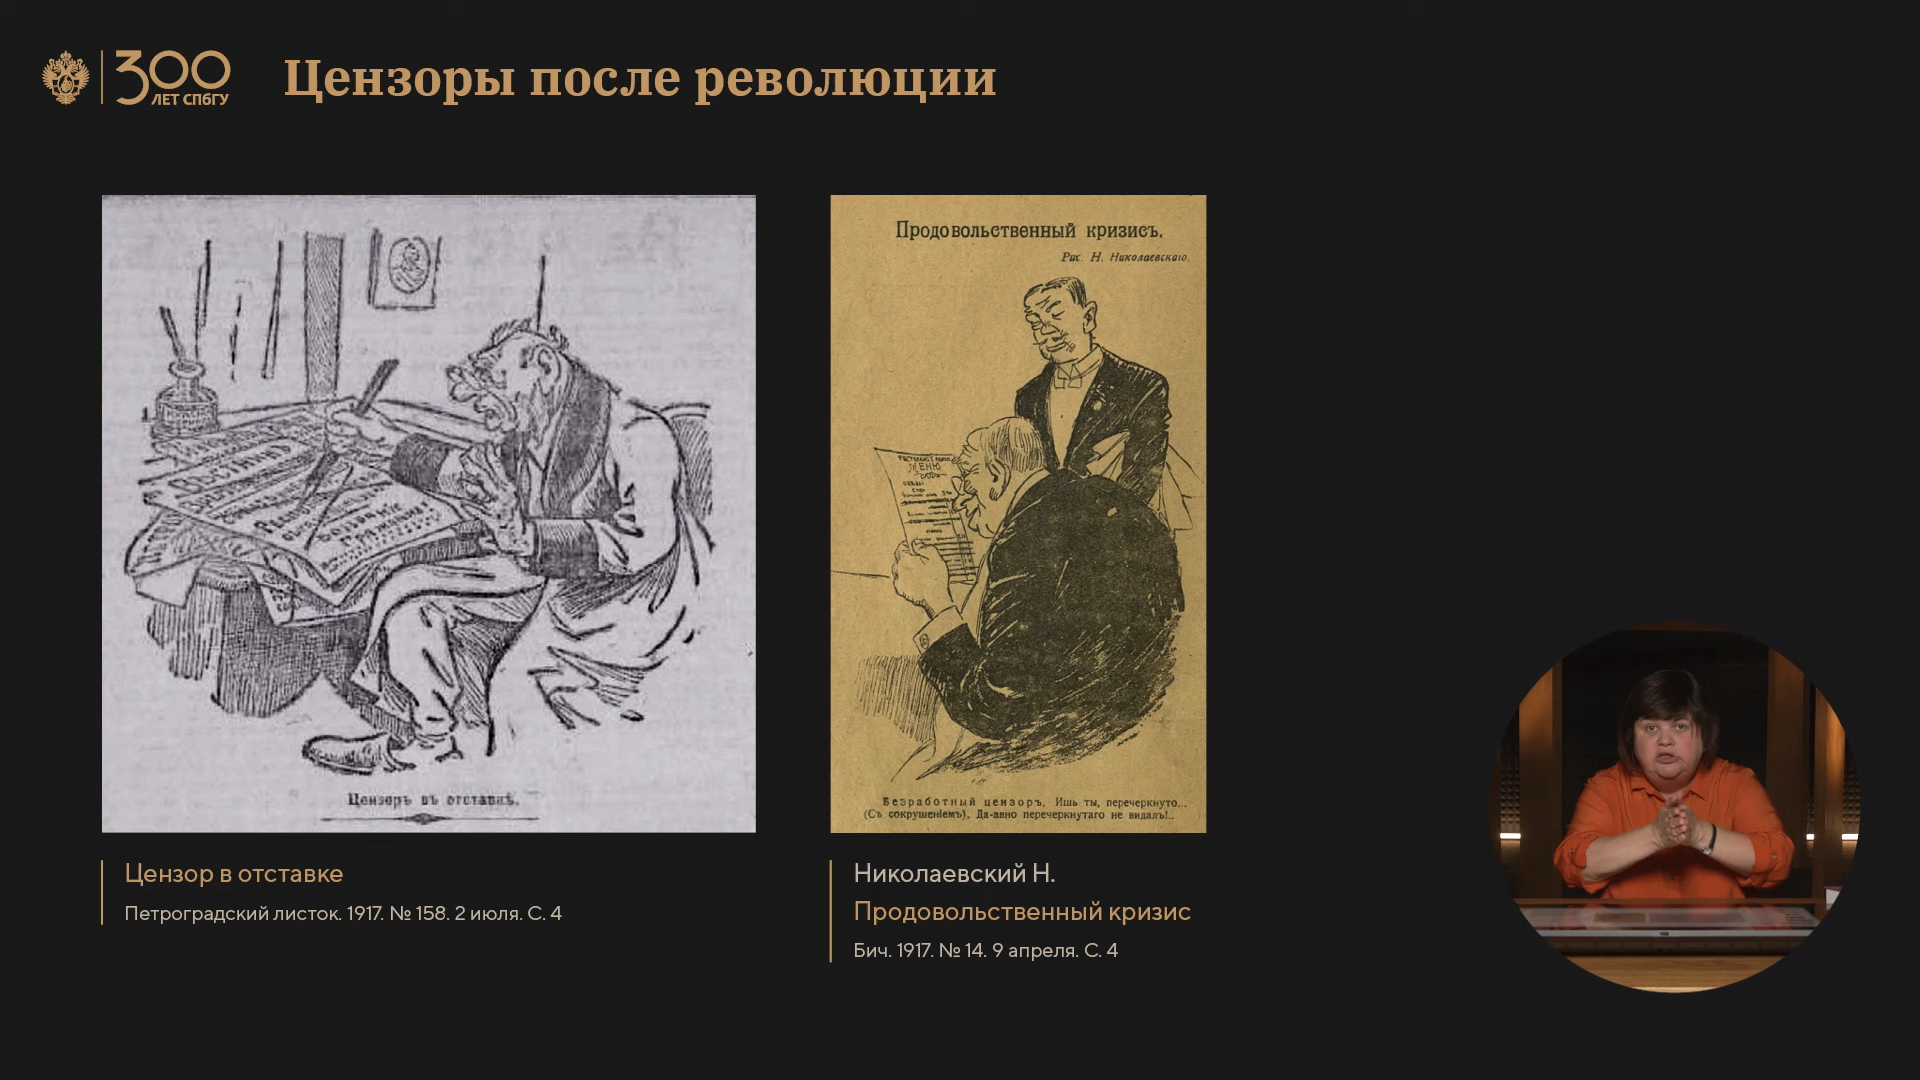 300
ЛЕТ СПбГУ
Цензоры после революции
Продовольственный кризисъ.
Рис. Н. Николаевскаго.
МЕНЮ
Цензоръ въ отставкѣ.
Безработный цензоръ. Ишь ты, перечеркнуто...
(Съ сокрушеніемъ). Да-авно перечеркнутаго не видалъ!..
Цензор в отставке
Петроградский листок. 1917. № 158. 2 июля. С. 4
Николаевский Н.
Продовольственный кризис
Бич. 1917. № 14. 9 апреля. С. 4